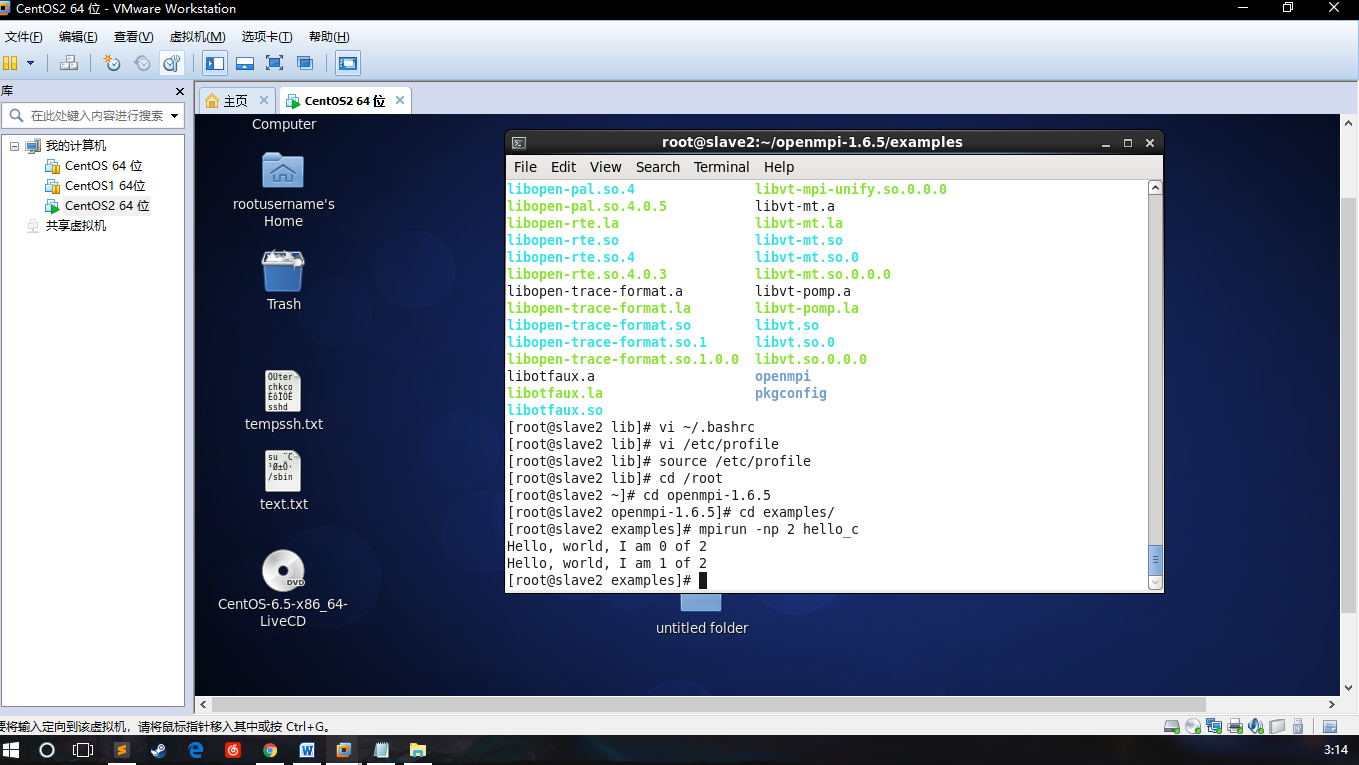 CentOS2 64 位 - VMware Workstation
文件(F) 编辑(E) 查看(V) 虚拟机(M) 选项卡(T) 帮助(H)
库
在此处键入内容进行搜索
我的计算机
CentOS 64 位
CentOS1 64位
CentOS2 64 位
共享虚拟机
主页 CentOS2 64 位
Computer
rootusername's
Home
Trash
tempssh.txt
su
/sbin
text.txt
DVD
CentOS-6.5-x86_64-
LiveCD
untitled folder
root@slave2:~/openmpi-1.6.5/examples
File Edit View Search Terminal Help
libopen-pal.so.4 libvt-mpi-unify.so.0.0.0
libopen-pal.so.4.0.5 libvt-mt.a
libopen-rte.la libvt-mt.la
libopen-rte.so libvt-mt.so
libopen-rte.so.4 libvt-mt.so.0
libopen-rte.so.4.0.3 libvt-mt.so.0.0.0
libopen-trace-format.a libvt-pomp.a
libopen-trace-format.la libvt-pomp.la
libopen-trace-format.so libvt.so
libopen-trace-format.so.1 libvt.so.0
libopen-trace-format.so.1.0.0 libvt.so.0.0.0
libotfaux.a openmpi
libotfaux.la pkgconfig
libotfaux.so
[root@slave2 lib]# vi ~/.bashrc
[root@slave2 lib]# vi /etc/profile
[root@slave2 lib]# source /etc/profile
[root@slave2 lib]# cd /root
[root@slave2 ~]# cd openmpi-1.6.5
[root@slave2 openmpi-1.6.5]# cd examples/
[root@slave2 examples]# mpirun -np 2 hello_c
Hello, world, I am 0 of 2
Hello, world, I am 1 of 2
[root@slave2 examples]#
要将输入定向到该虚拟机，请将鼠标指针移入其中或按 Ctrl+G。
3:14